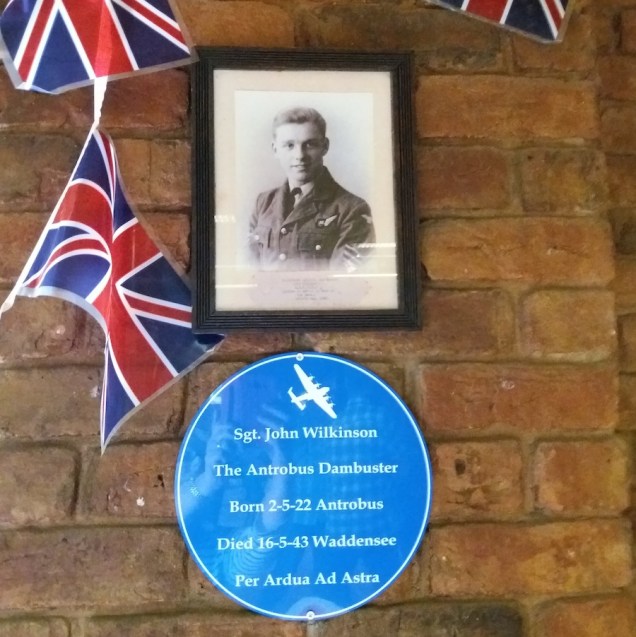 Sgt. John Wilkinson
The Antrobus Dambuster
Born 2-5-22 Antrobus
Died 16-5-43 Waddensee
Per Ardua Ad Astra